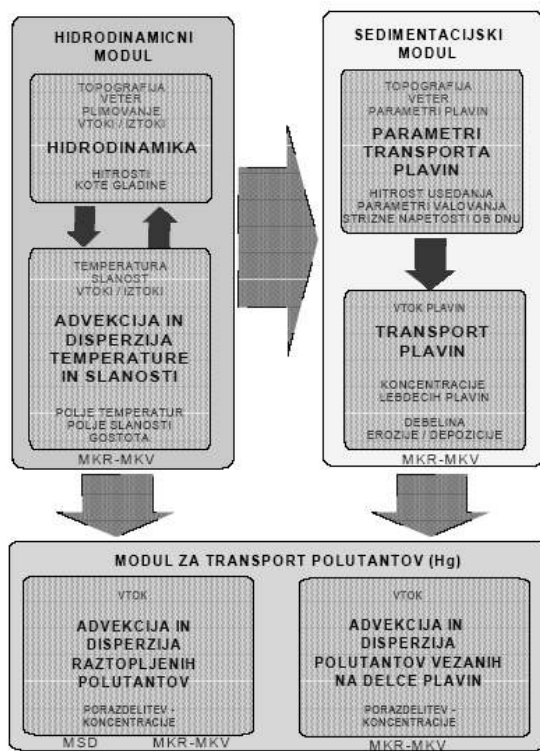 HIDRODINAMICNI
MODUL
TOPOGRAFIJA
VETER
PLIMOVANJE
VTOKI / IZTOKI
HIDRODINAMIKA
HITROSTI
KOTE GLADINE
TEMPERATURA
SLANOST
VTOKI / IZTOKI
ADVEKCIJA IN
DISPERZIJA
TEMPERATURE
IN SLANOSTI
POLJE TEMPERATUR
POLJE SLANOSTI
GOSTOTA
MKR-MKV
SEDIMENTACIJSKI
MODUL
TOPOGRAFIJA
VETER
PARAMETRI PLAVIN
PARAMETRI
TRANSPORTA
PLAVIN
HITROST USEDANJA
PARAMETRI VALOVANJA
STRIZNE NAPETOSTI OB DNU
VTOK PLAVIN
TRANSPORT
PLAVIN
KONCENTRACIJE
LEBDECIH PLAVIN
DEBELINA
EROZIJE / DEPOZICIJE
MKR-MKV
MODUL ZA TRANSPORT POLUTANTOV (Hg)
VTOK
ADVEKCIJA IN
DISPERZIJA
RAZTOPLJENIH
POLUTANTOV
PORAZDELITEV -
KONCENTRACIJE
MSD MKR-MKV
VTOK
ADVEKCIJA IN
DISPERZIJA
POLUTANTOV VEZANIH
NA DELCE PLAVIN
PORAZDELITEV -
KONCENTRACIJE
MKR-MKV